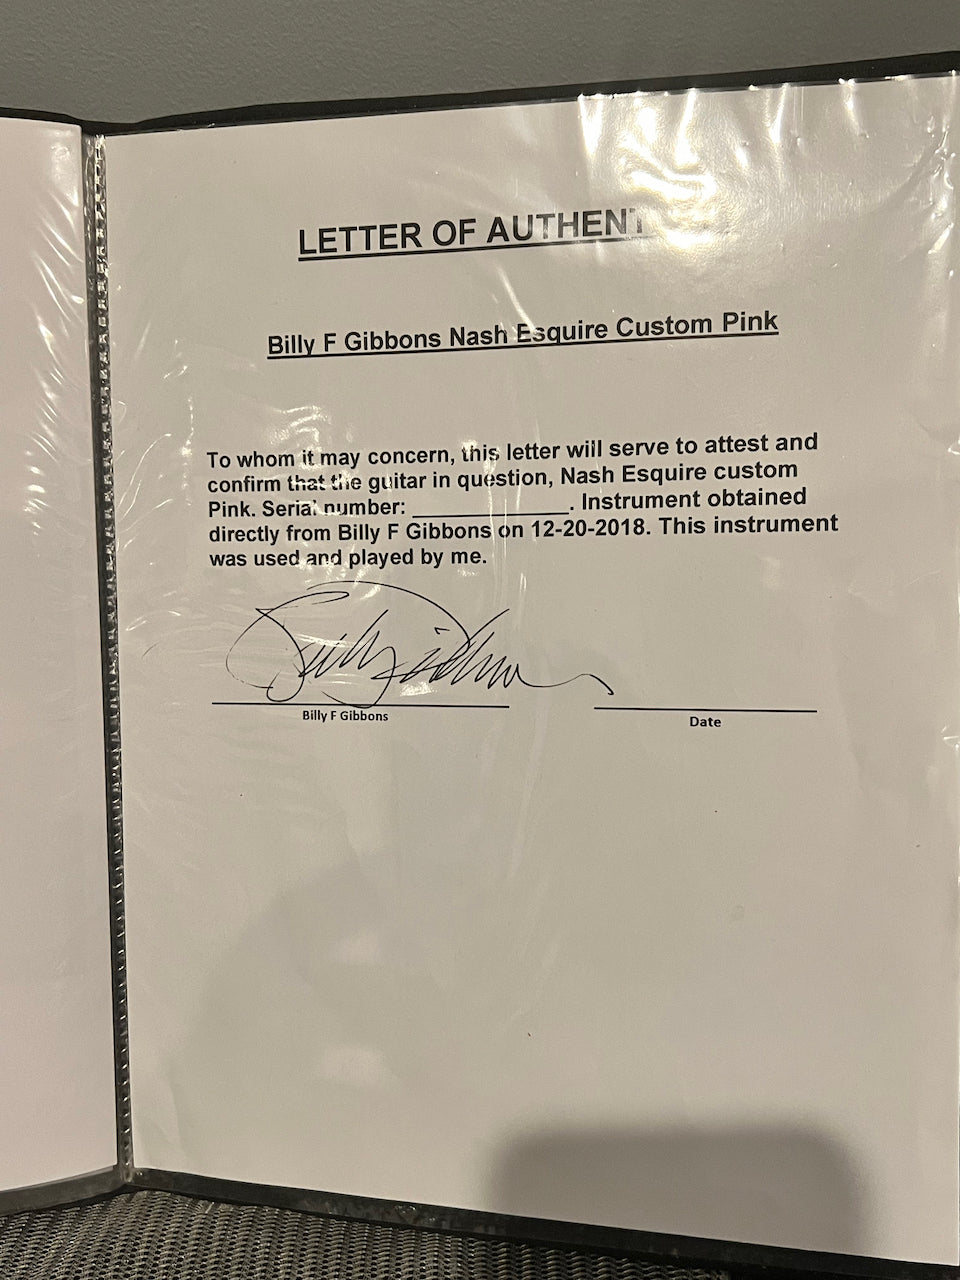 LETTER OF AUTHENT
Billy F Gibbons Nash Esquire Custom Pink
To whom it may concern, this letter will serve to attest and
confirm that the guitar in question, Nash Esquire custom
Pink. Serial number: ____________. Instrument obtained
directly from Billy F Gibbons on 12-20-2018. This instrument
was used and played by me.
Billy F Gibbons
Date